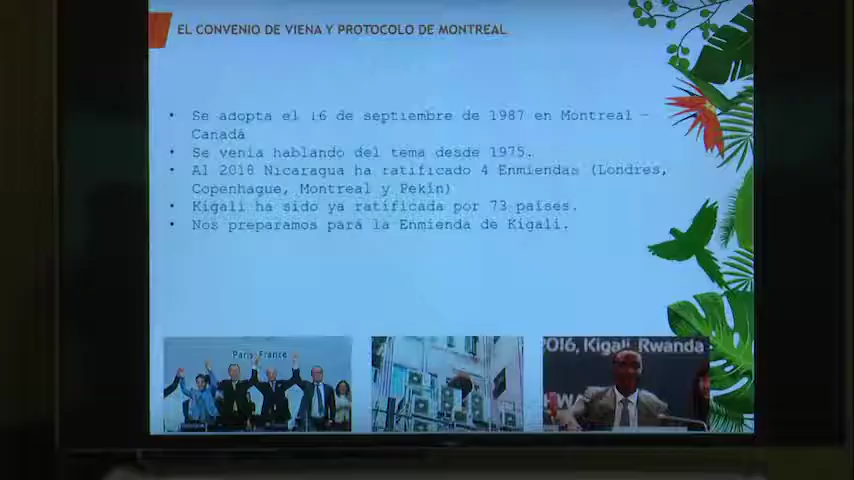 EL CONVENIO DE VIENA Y PROTOCOLO DE MONTREAL
• Se adopta el 16 de septiembre de 1987 en Montreal –
Canadá
• Se venía hablando del tema desde 1975.
• Al 2018 Nicaragua ha ratificado 4 Enmiendas (Londres,
Copenhague, Montreal y Pekín)
• Kigali ha sido ya ratificada por 73 países.
• Nos preparamos para la Enmienda de Kigali.
Paris France
2016, Kigali, Rwanda